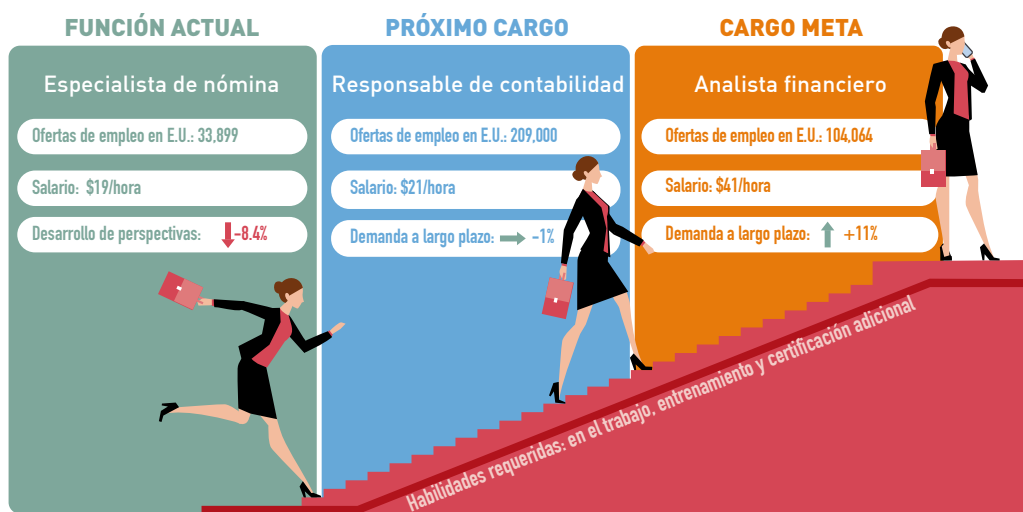 FUNCIÓN ACTUAL
Especialista de nómina
Ofertas de empleo en E.U.: 33,899
Salario: $19/hora
Desarrollo de perspectivas: -8.4%
PRÓXIMO CARGO
Responsable de contabilidad
Ofertas de empleo en E.U.: 209,000
Salario: $21/hora
Demanda a largo plazo: -1%
CARGO META
Analista financiero
Ofertas de empleo en E.U.: 104,064
Salario: $41/hora
Demanda a largo plazo: +11%
Habilidades requeridas: en el trabajo, entrenamiento y certificación adicional